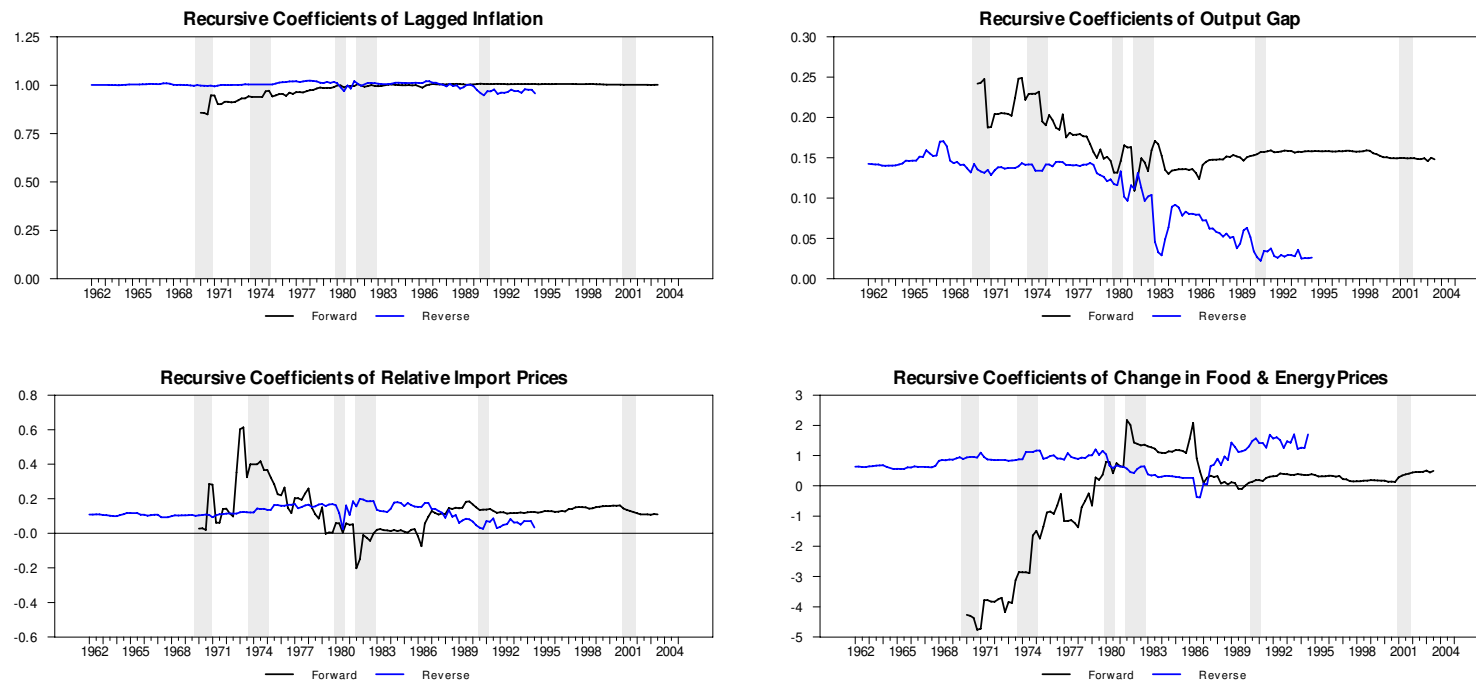 Recursive Coefficients of Lagged Inflation
1.25
1.00
0.75
0.50
0.25
0.00
1962 1965 1968 1971 1974 1977 1980 1983 1986 1989 1992 1995 1998 2001 2004
Forward Reverse
Recursive Coefficients of Output Gap
0.30
0.25
0.20
0.15
0.10
0.05
0.00
1962 1965 1968 1971 1974 1977 1980 1983 1986 1989 1992 1995 1998 2001 2004
Forward Reverse
Recursive Coefficients of Relative Import Prices
0.8
0.6
0.4
0.2
-0.0
-0.2
-0.4
-0.6
1962 1965 1968 1971 1974 1977 1980 1983 1986 1989 1992 1995 1998 2001 2004
Forward Reverse
Recursive Coefficients of Change in Food & Energy Prices
3
2
1
0
-1
-2
-3
-4
-5
1962 1965 1968 1971 1974 1977 1980 1983 1986 1989 1992 1995 1998 2001 2004
Forward Reverse